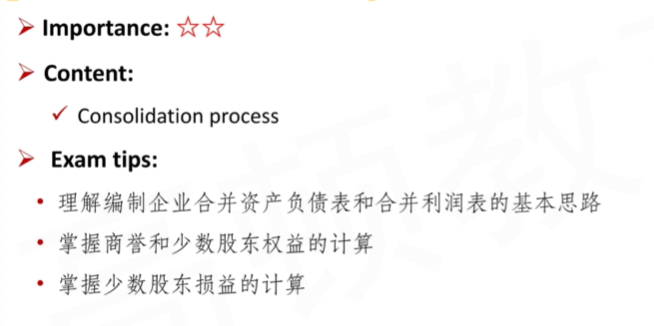 Importance: ☆☆
Content:
Consolidation process
Exam tips:
理解编制企业合并资产负债表和合并利润表的基本思路
掌握商誉和少数股东权益的计算
掌握少数股东损益的计算